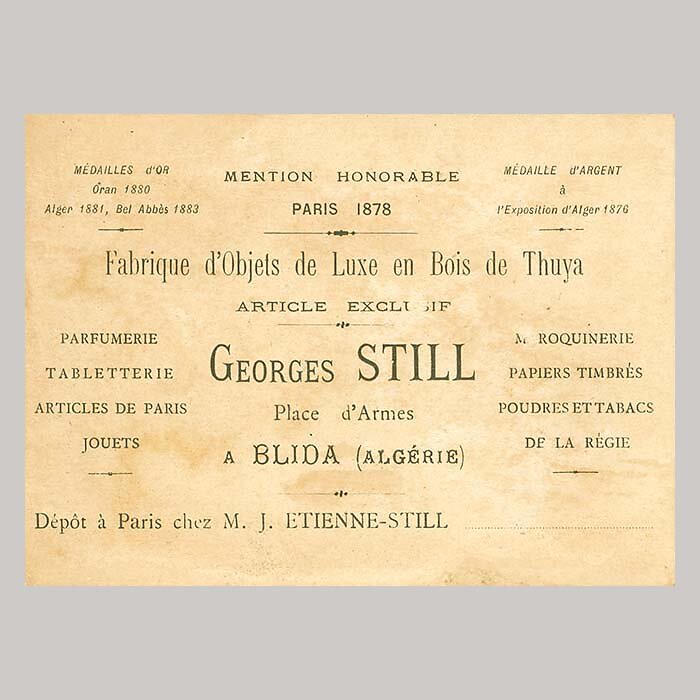 MÉDAILLES d'OR
Oran 1880
Alger 1881, Bel Abbès 1883
MENTION HONORABLE
PARIS 1878
MÉDAILLE d'ARGENT
à
l'Exposition d'Alger 1876
Fabrique d'Objets de Luxe en Bois de Thuya
ARTICLE EXCLUSIF
PARFUMERIE
TABLETTERIE
ARTICLES DE PARIS
JOUETS
GEORGES STILL
Place d'Armes
A BLIDA (ALGÉRIE)
MAROQUINERIE
PAPIERS TIMBRÉS
POUDRES ET TABACS
DE LA RÉGIE
Dépôt à Paris chez M. J. ETIENNE-STILL